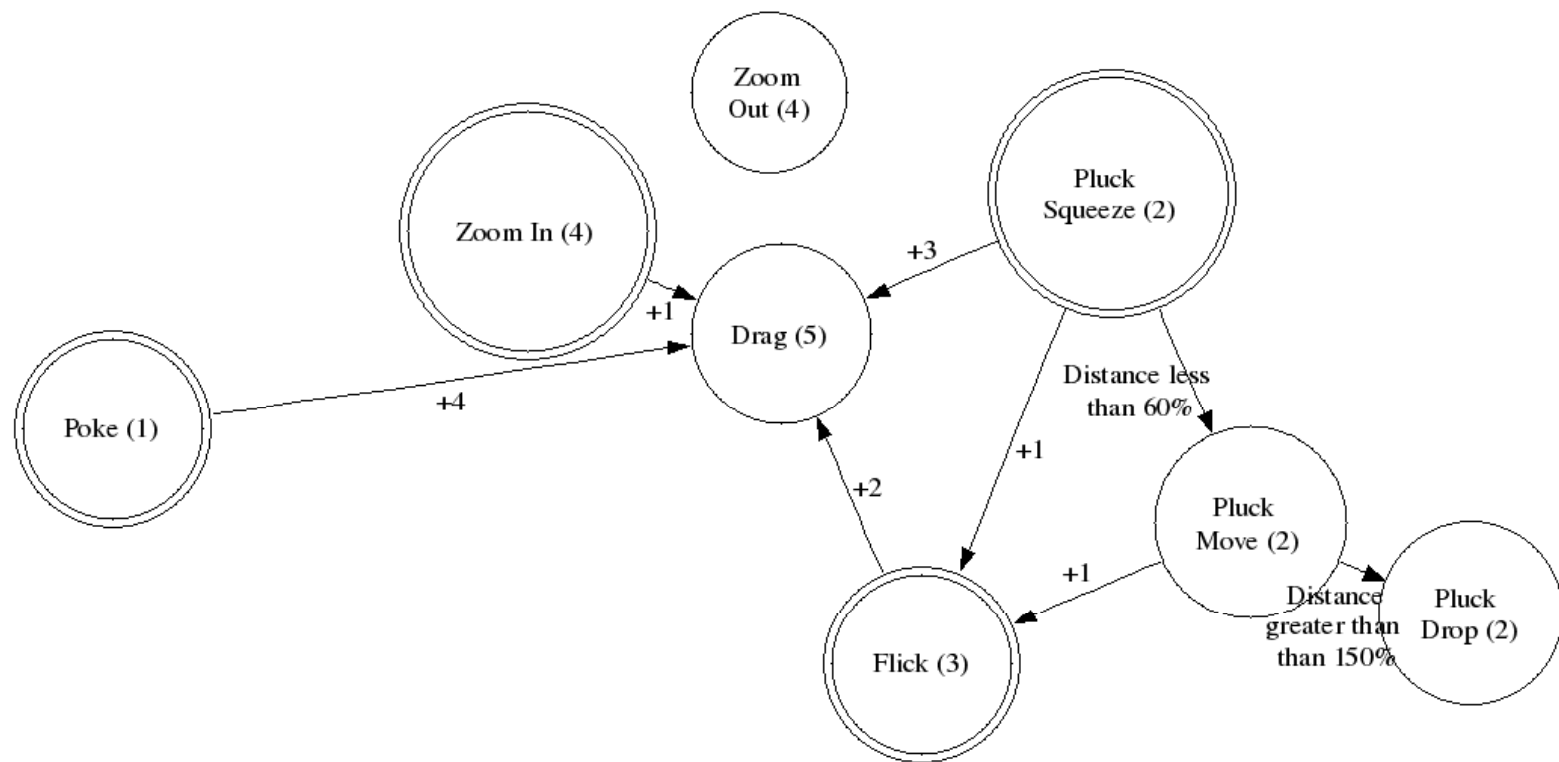 Zoom
Out (4)
Pluck
Squeeze (2)
Zoom In (4)
+3
+1
Drag (5)
Distance less
than 60%
+4
Poke (1)
+1
+2
Pluck
Move (2)
+1
Distance
greater than
than 150%
Pluck
Drop (2)
Flick (3)